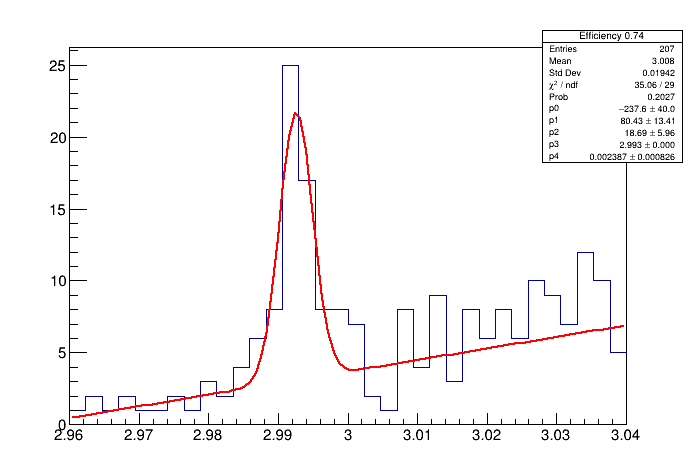 Efficiency 0.74
Entries 207
Mean 3.008
Std Dev 0.01942
χ² / ndf 35.06 / 29
Prob 0.2027
p0 −237.6 ± 40.0
p1 80.43 ± 13.41
p2 18.69 ± 5.96
p3 2.993 ± 0.000
p4 0.002387 ± 0.000826
25
20
15
10
5
0
2.96 2.97 2.98 2.99 3 3.01 3.02 3.03 3.04